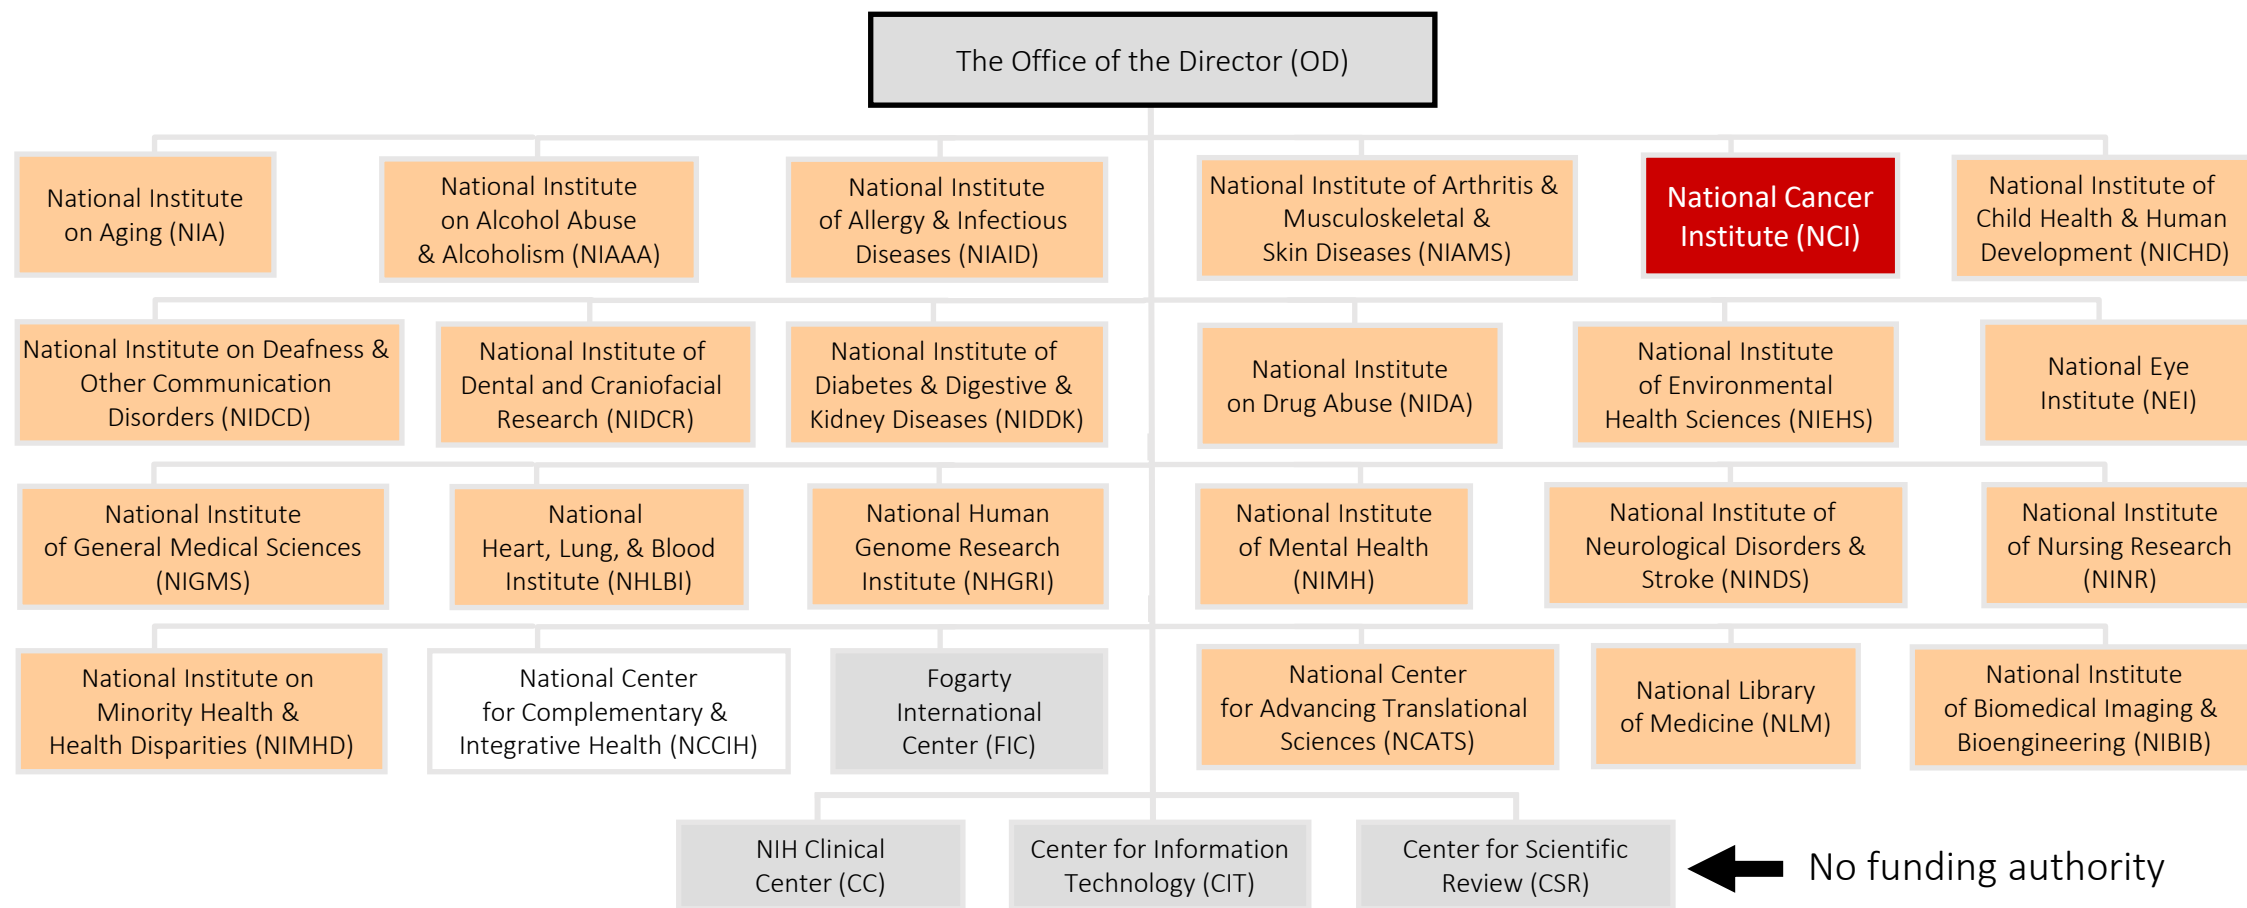 The Office of the Director (OD)
National Institute
on Aging (NIA)
National Institute
on Alcohol Abuse
& Alcoholism (NIAAA)
National Institute
of Allergy & Infectious
Diseases (NIAID)
National Institute of Arthritis &
Musculoskeletal &
Skin Diseases (NIAMS)
National Cancer
Institute (NCI)
National Institute of
Child Health & Human
Development (NICHD)
National Institute on Deafness &
Other Communication
Disorders (NIDCD)
National Institute of
Dental and Craniofacial
Research (NIDCR)
National Institute of
Diabetes & Digestive &
Kidney Diseases (NIDDK)
National Institute
on Drug Abuse (NIDA)
National Institute
of Environmental
Health Sciences (NIEHS)
National Eye
Institute (NEI)
National Institute
of General Medical Sciences
(NIGMS)
National
Heart, Lung, & Blood
Institute (NHLBI)
National Human
Genome Research
Institute (NHGRI)
National Institute
of Mental Health
(NIMH)
National Institute of
Neurological Disorders &
Stroke (NINDS)
National Institute
of Nursing Research
(NINR)
National Institute on
Minority Health &
Health Disparities (NIMHD)
National Center
for Complementary &
Integrative Health (NCCIH)
Fogarty
International
Center (FIC)
National Center
for Advancing Translational
Sciences (NCATS)
National Library
of Medicine (NLM)
National Institute
of Biomedical Imaging &
Bioengineering (NIBIB)
NIH Clinical
Center (CC)
Center for Information
Technology (CIT)
Center for Scientific
Review (CSR)
No funding authority